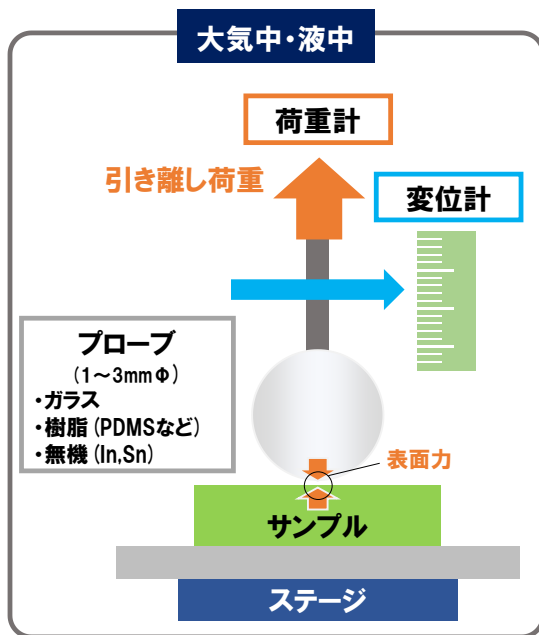 大気中・液中
荷重計
引き離し荷重
変位計
プローブ
(1～3mmΦ)
・ガラス
・樹脂(PDMSなど)
・無機(In,Sn)
表面力
サンプル
ステージ